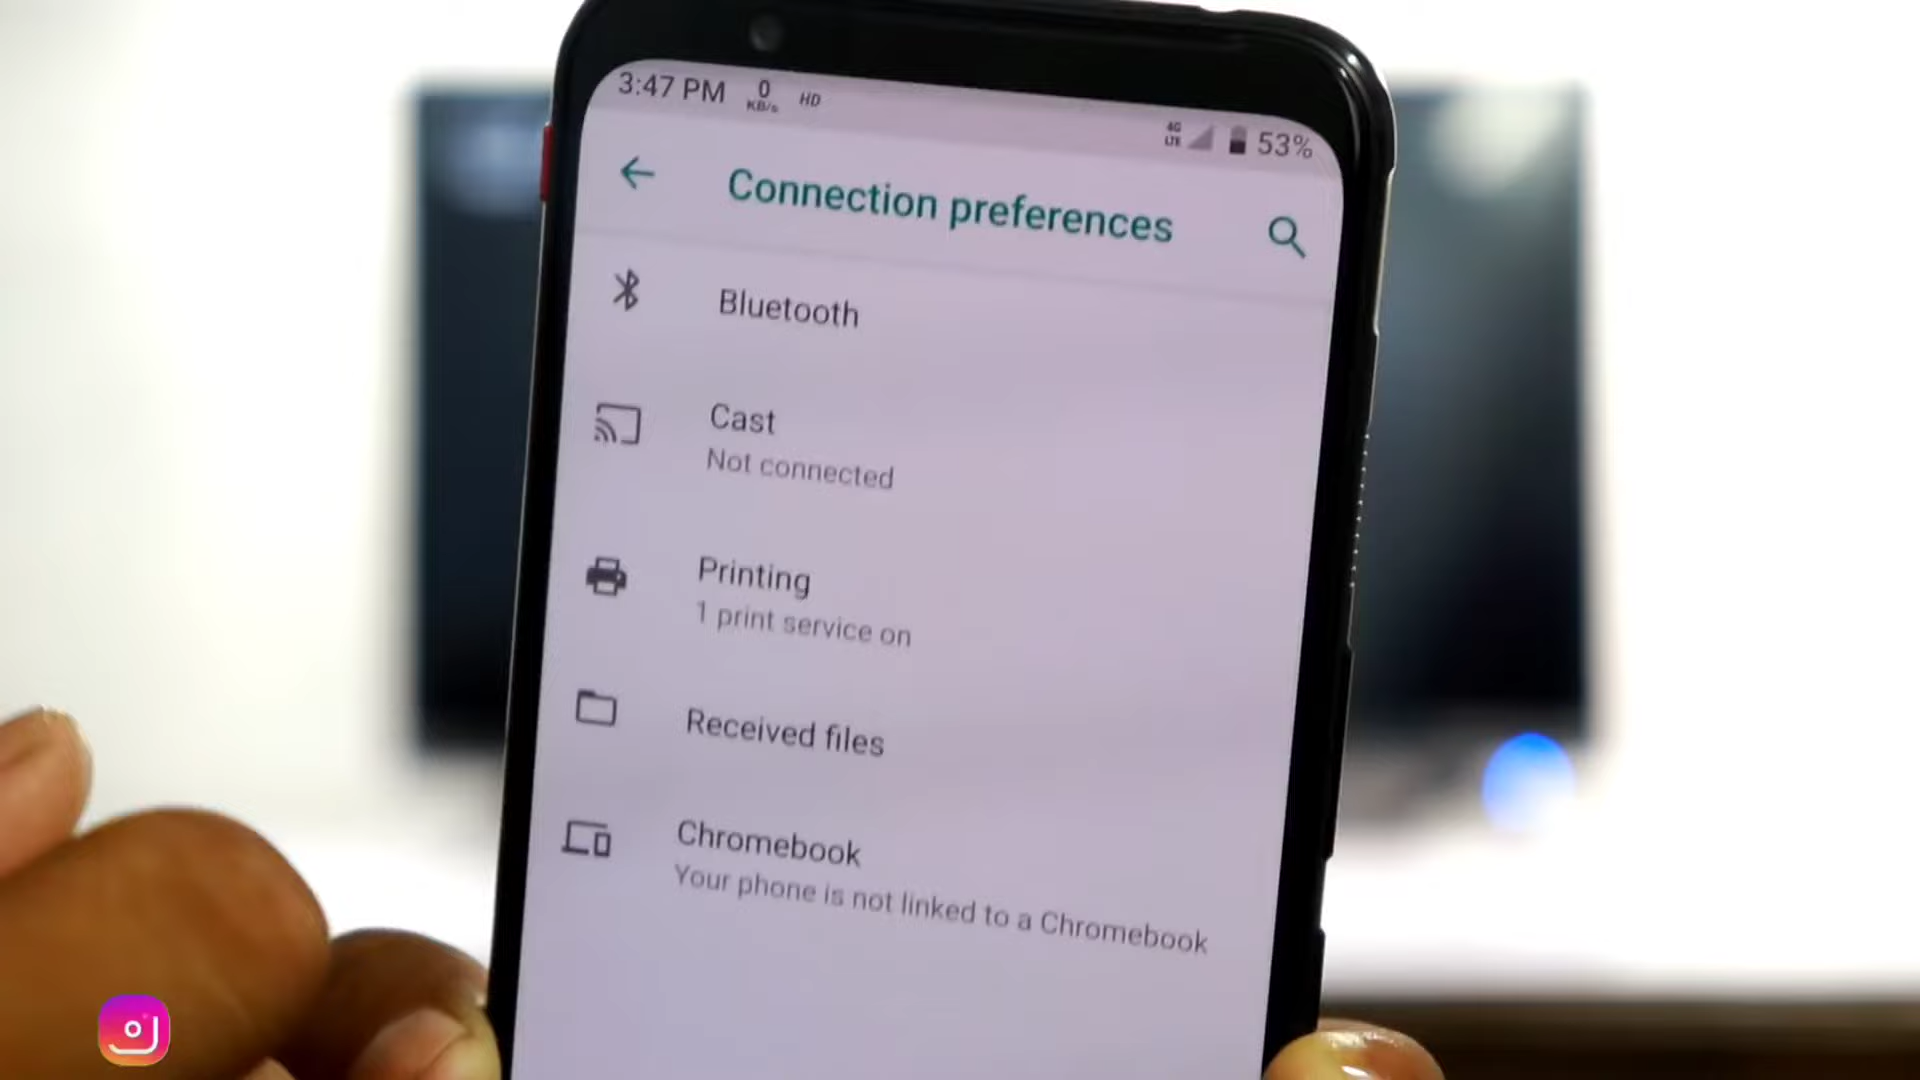 3:47 PM 0 KB/s HD 4G LTE 53%
Connection preferences
Bluetooth
Cast
Not connected
Printing
1 print service on
Received files
Chromebook
Your phone is not linked to a Chromebook